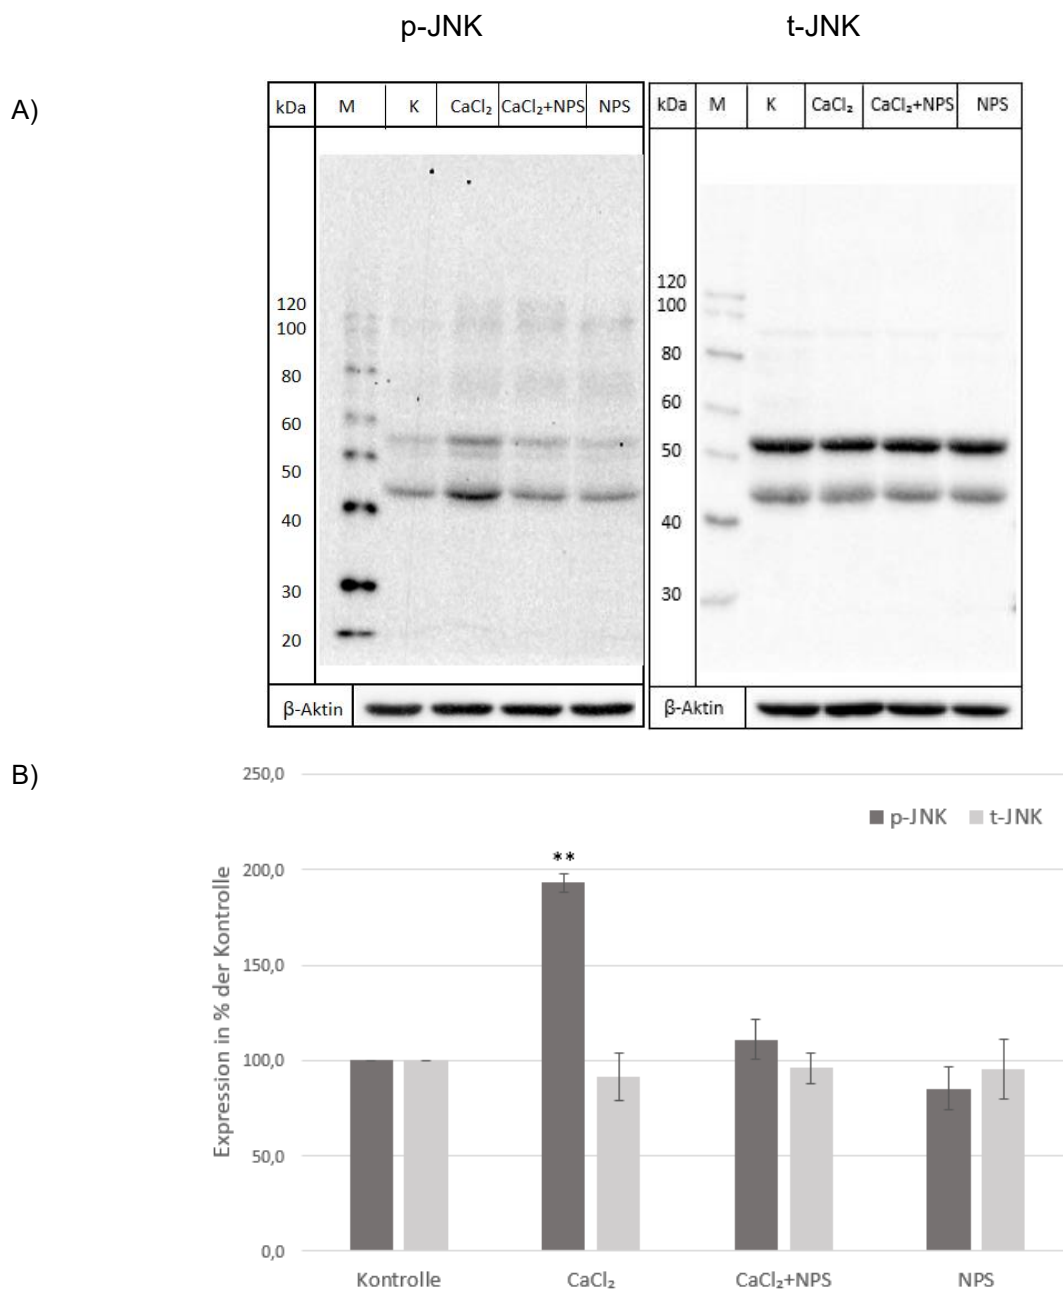 p-JNK t-JNK
A)
kDa M K CaCl₂ CaCl₂+NPS NPS
120
100
80
60
50
40
30
20
β-Aktin
kDa M K CaCl₂ CaCl₂+NPS NPS
120
100
80
60
50
40
30
β-Aktin
B)
250,0
200,0
150,0
100,0
50,0
0,0
Expression in % der Kontrolle
p-JNK t-JNK
**
Kontrolle CaCl₂ CaCl₂+NPS NPS